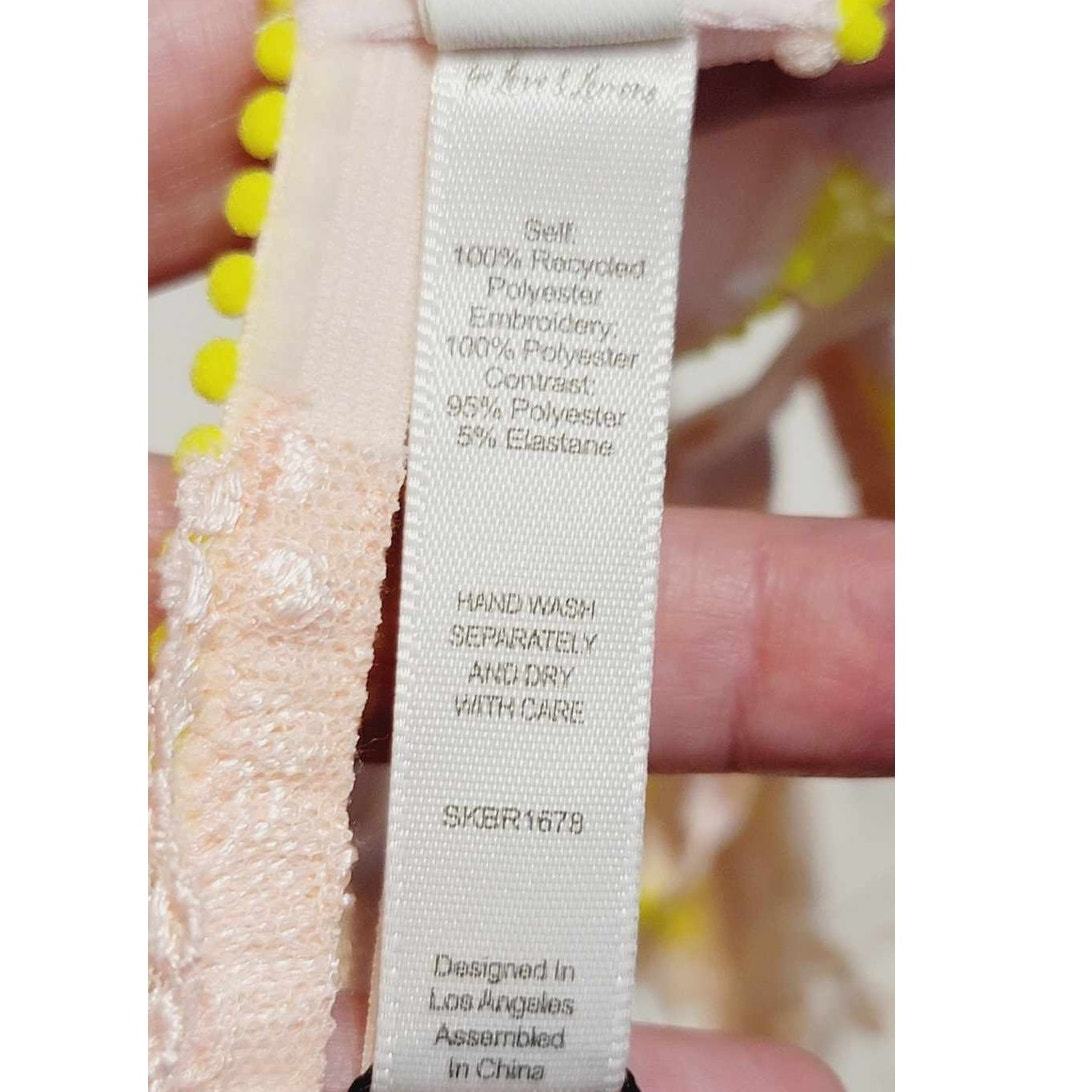 for Love & Lemons
Self:
100% Recycled
Polyester
Embroidery:
100% Polyester
Contrast:
95% Polyester
5% Elastane
HAND WASH
SEPARATELY
AND DRY
WITH CARE
SKBR1678
Designed In
Los Angeles
Assembled
In China